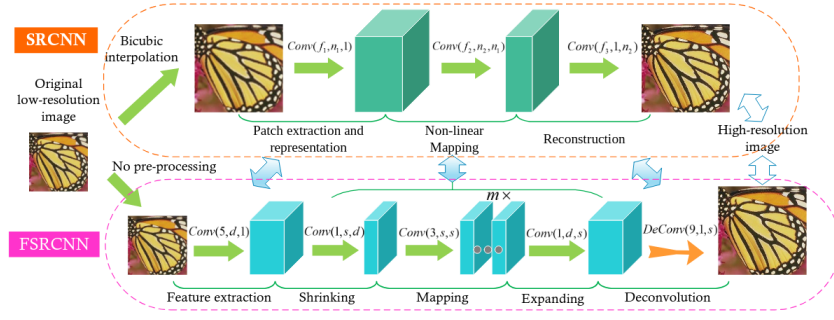 SRCNN
Bicubic
interpolation
Conv(f₁,n₁,1)
Conv(f₂,n₂,n₁)
Conv(f₃,1,n₂)
Original
low-resolution
image
Patch extraction and
representation
Non-linear
Mapping
Reconstruction
High-resolution
image
No pre-processing
m×
FSRCNN
Conv(5,d,1)
Conv(1,s,d)
Conv(3,s,s)
Conv(1,d,s)
DeConv(9,1,s)
Feature extraction
Shrinking
Mapping
Expanding
Deconvolution